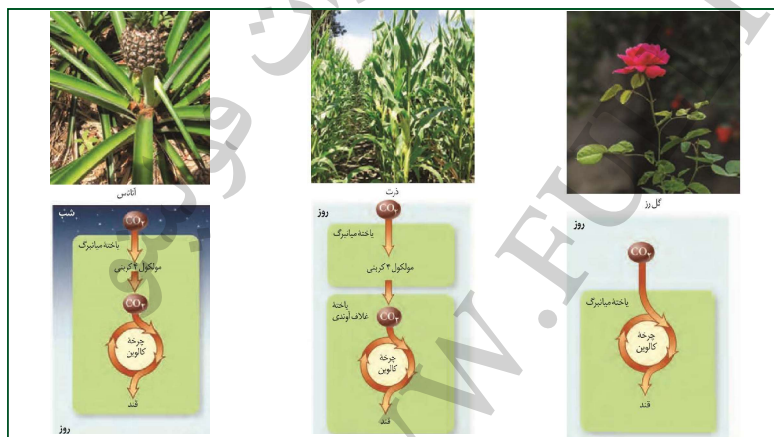 آناناس
ذرت
گل رز
شب
CO۲
یاختهٔ میانبرگ
مولکول ۴ کربنی
CO۲
چرخهٔ
کالوین
قند
روز
روز
CO۲
یاختهٔ میانبرگ
مولکول ۴ کربنی
یاختهٔ
غلاف آوندی
CO۲
چرخهٔ
کالوین
قند
روز
CO۲
یاختهٔ میانبرگ
چرخهٔ
کالوین
قند